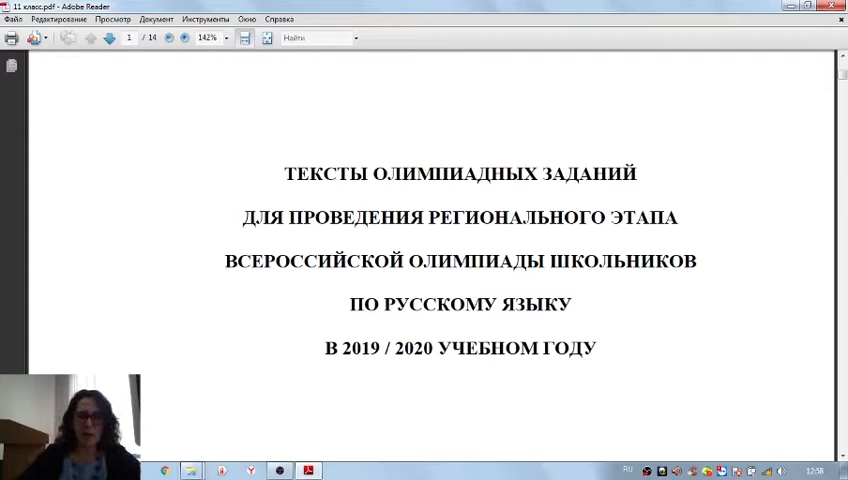 11 класс.pdf - Adobe Reader
Файл Редактирование Просмотр Документ Инструменты Окно Справка
1 / 14 142% Найти
ТЕКСТЫ ОЛИМПИАДНЫХ ЗАДАНИЙ
ДЛЯ ПРОВЕДЕНИЯ РЕГИОНАЛЬНОГО ЭТАПА
ВСЕРОССИЙСКОЙ ОЛИМПИАДЫ ШКОЛЬНИКОВ
ПО РУССКОМУ ЯЗЫКУ
В 2019 / 2020 УЧЕБНОМ ГОДУ
RU 12:58